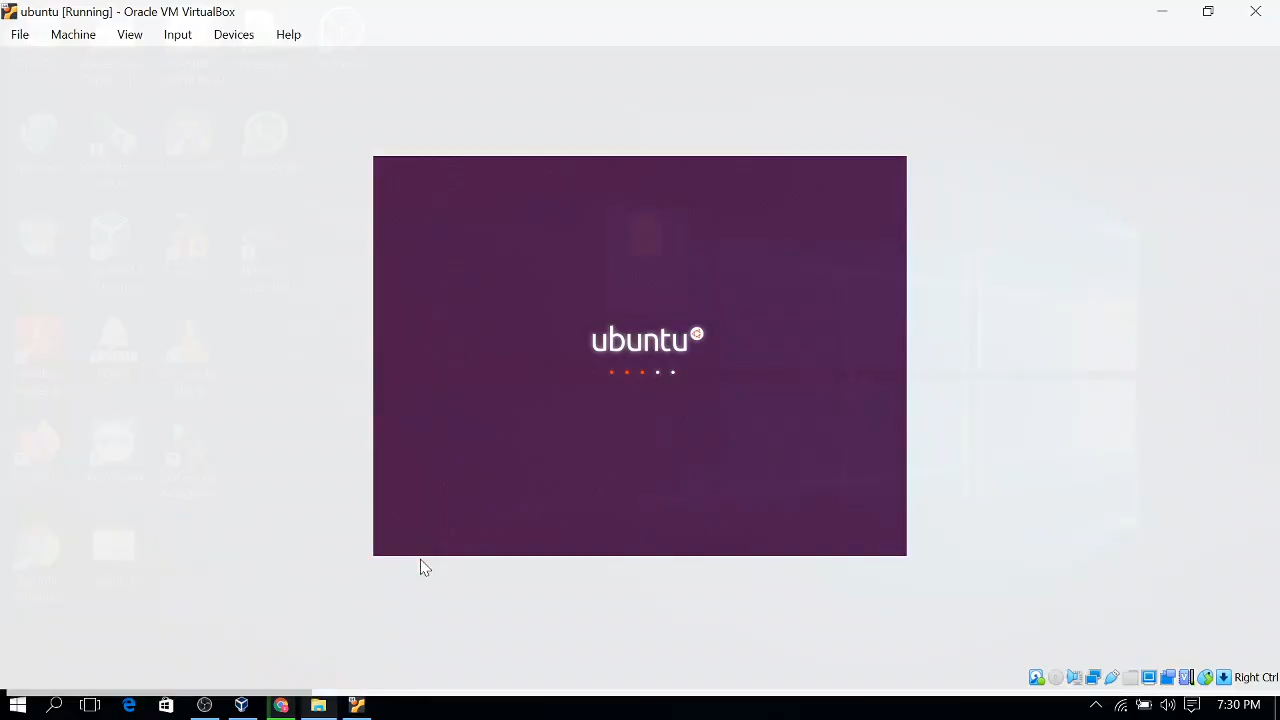 ubuntu [Running] - Oracle VM VirtualBox
File Machine View Input Devices Help
ubuntu
Right Ctrl
7:30 PM